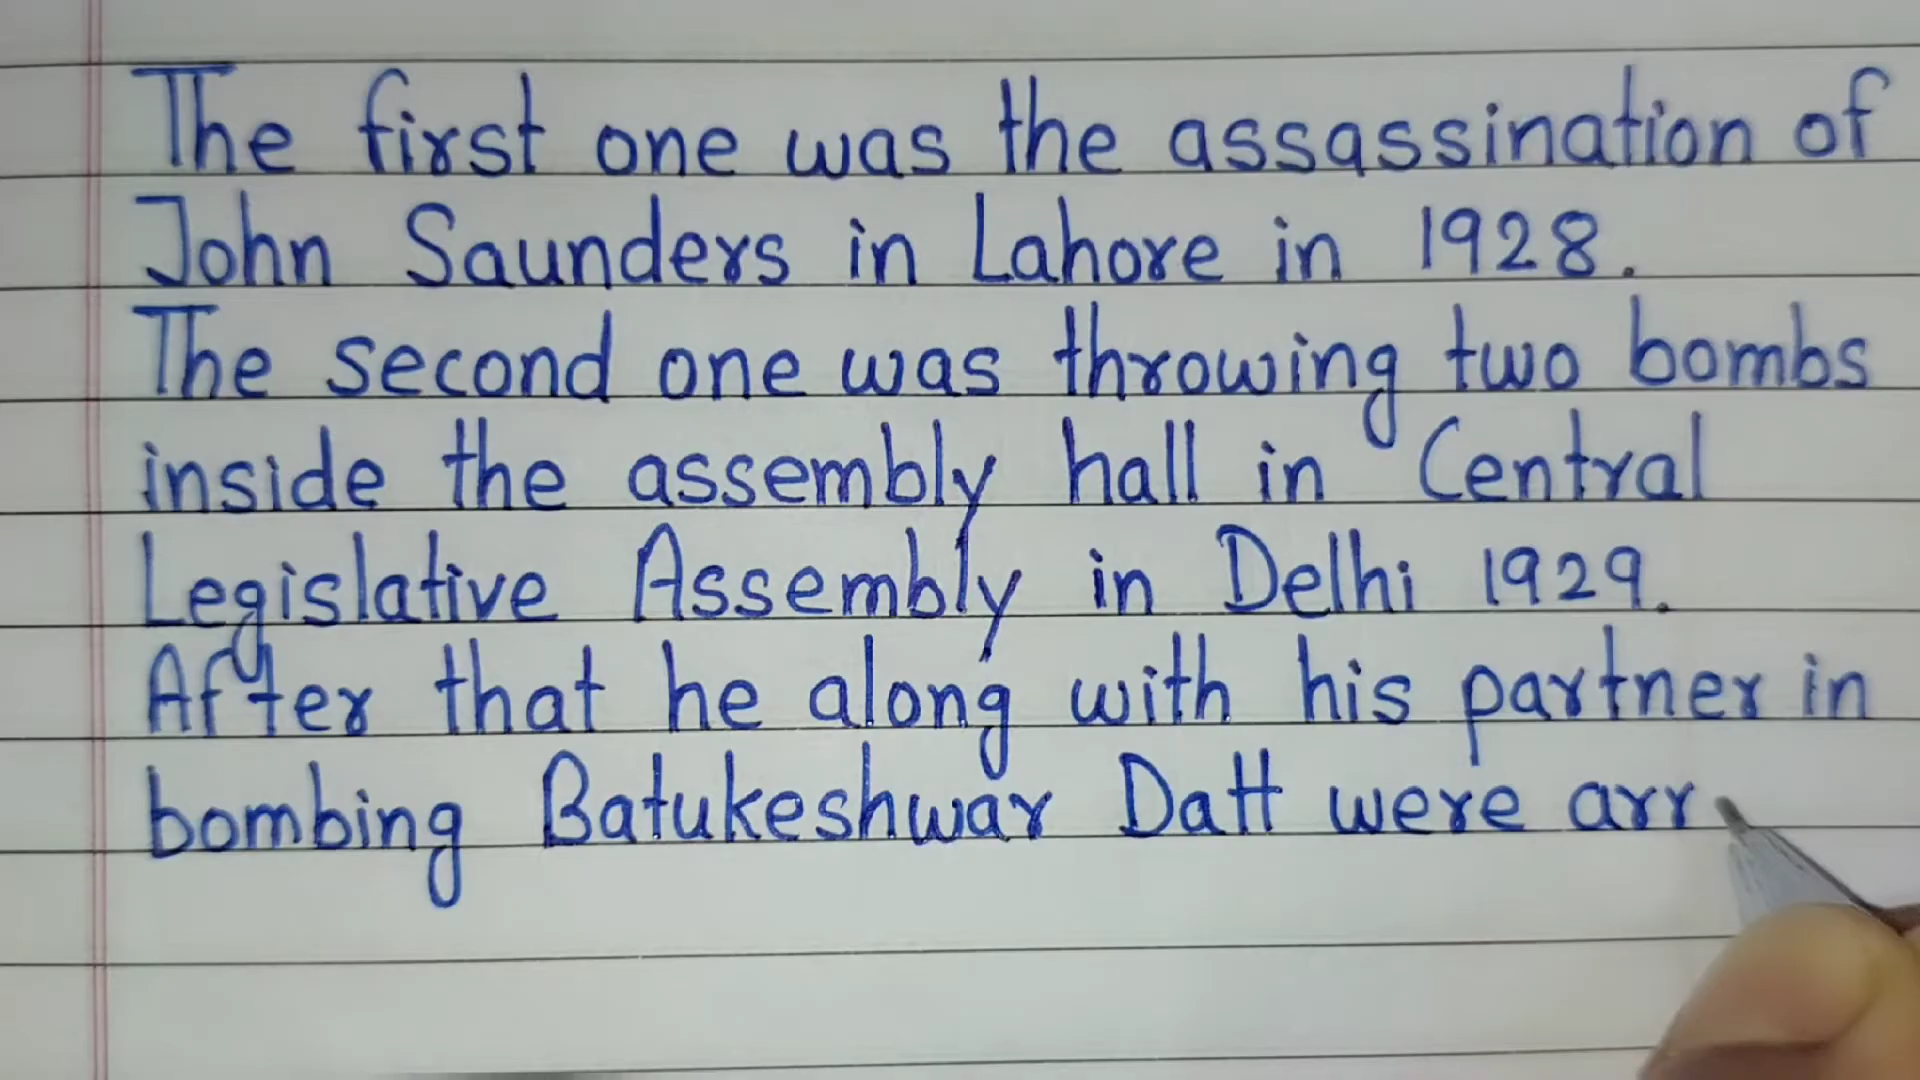 The first one was the assassination of
John Saunders in Lahore in 1928.
The second one was throwing two bombs
inside the assembly hall in Central
Legislative Assembly in Delhi 1929.
After that he along with his partner in
bombing Batukeshwar Datt were arr